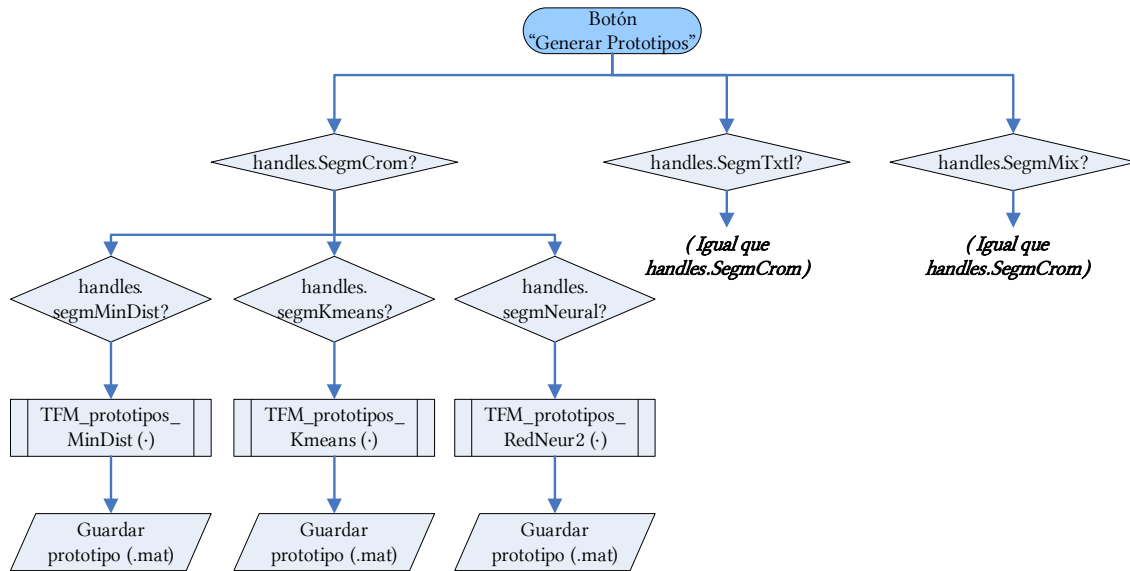 Botón
“Generar Prototipos”
handles.SegmCrom?
handles.SegmTxtl?
handles.SegmMix?
( Igual que
handles.SegmCrom )
( Igual que
handles.SegmCrom )
handles.
segmMinDist?
handles.
segmKmeans?
handles.
segmNeural?
TFM_prototipos_
MinDist (·)
TFM_prototipos_
Kmeans (·)
TFM_prototipos_
RedNeur2 (·)
Guardar
prototipo (.mat)
Guardar
prototipo (.mat)
Guardar
prototipo (.mat)